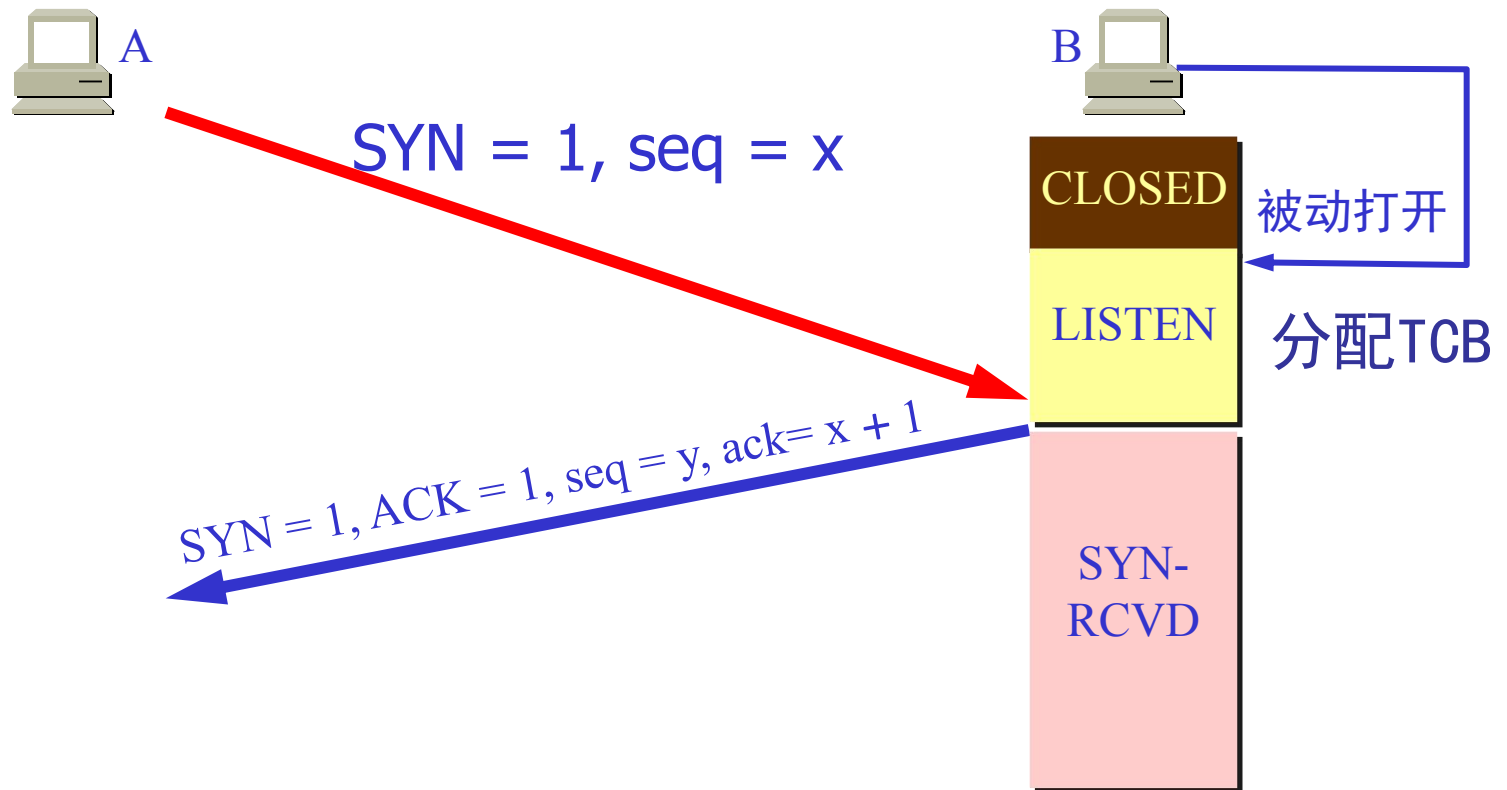 A
B
SYN = 1, seq = x
CLOSED
被动打开
LISTEN
分配TCB
SYN = 1, ACK = 1, seq = y, ack= x + 1
SYN-
RCVD